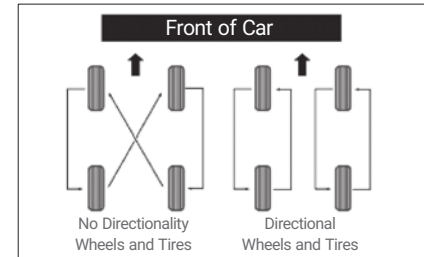 Front of Car
No Directionality
Wheels and Tires
Directional
Wheels and Tires